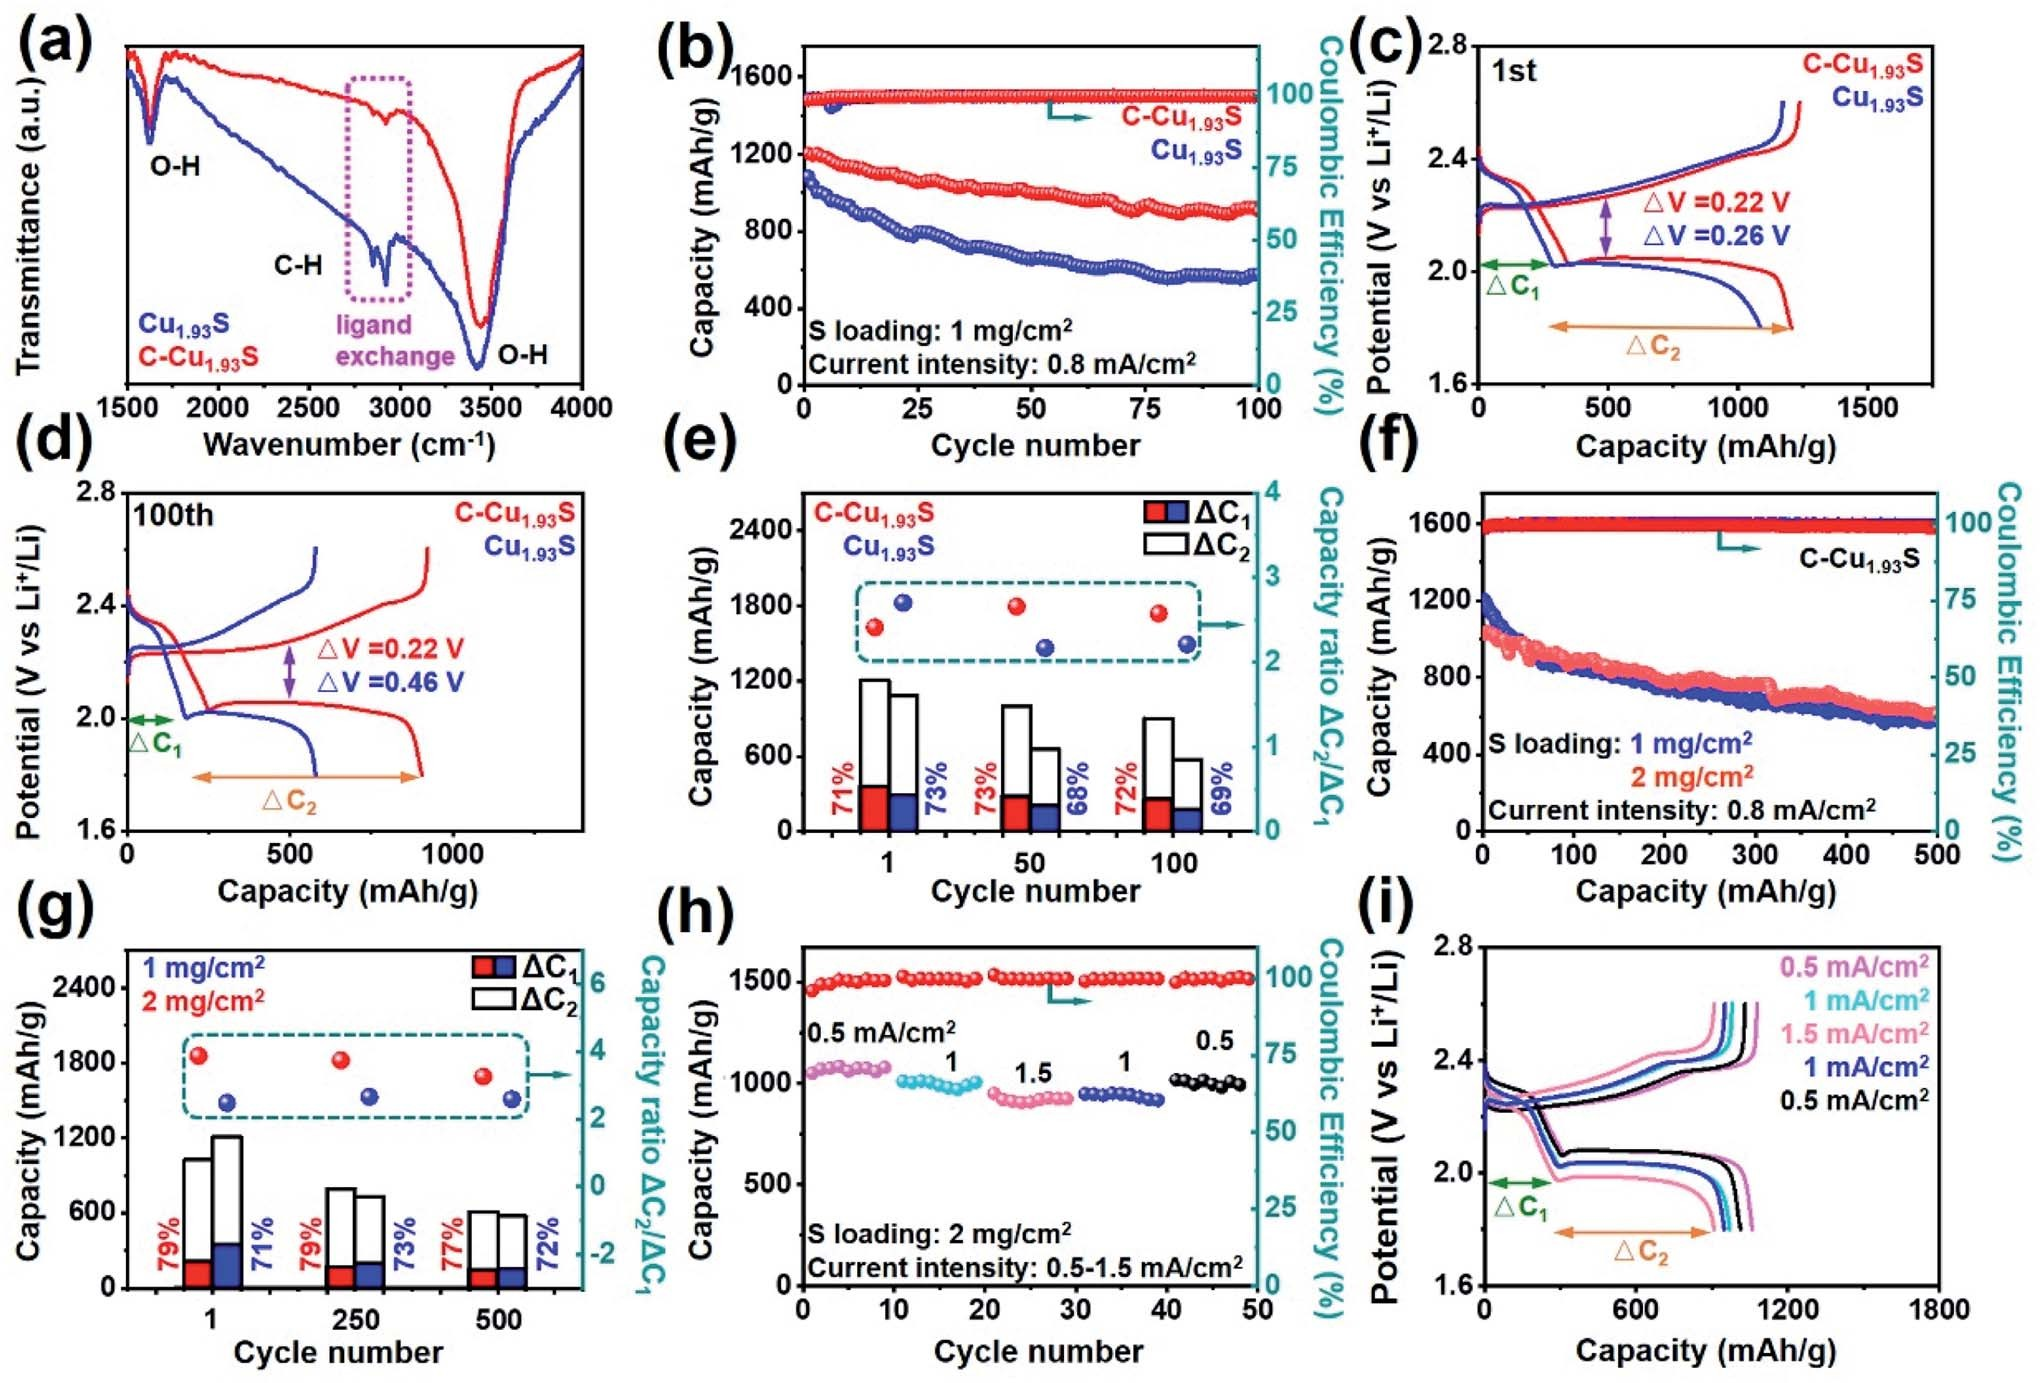 (a)
Transmittance (a.u.)
O-H
C-H
ligand
exchange
O-H
Cu1.93S
C-Cu1.93S
1500 2000 2500 3000 3500 4000
Wavenumber (cm-1)
(b)
Capacity (mAh/g)
1600
1200
800
400
0
C-Cu1.93S
Cu1.93S
S loading: 1 mg/cm2
Current intensity: 0.8 mA/cm2
100
75
50
25
0
Coulombic Efficiency (%)
0 25 50 75 100
Cycle number
(c)
Potential (V vs Li+/Li)
2.8
2.4
2.0
1.6
1st
C-Cu1.93S
Cu1.93S
△V =0.22 V
△V =0.26 V
△C1
△C2
0 500 1000 1500
Capacity (mAh/g)
(d)
Potential (V vs Li+/Li)
2.8
2.4
2.0
1.6
100th
C-Cu1.93S
Cu1.93S
△V =0.22 V
△V =0.46 V
△C1
△C2
0 500 1000
Capacity (mAh/g)
(e)
Capacity (mAh/g)
2400
1800
1200
600
0
C-Cu1.93S
Cu1.93S
ΔC1
ΔC2
71% 73% 73% 68% 72% 69%
4
3
2
1
0
Capacity ratio ΔC2/ΔC1
1 50 100
Cycle number
(f)
Capacity (mAh/g)
1600
1200
800
400
0
C-Cu1.93S
S loading: 1 mg/cm2
2 mg/cm2
Current intensity: 0.8 mA/cm2
100
75
50
25
0
Coulombic Efficiency (%)
0 100 200 300 400 500
Capacity (mAh/g)
(g)
Capacity (mAh/g)
2400
1800
1200
600
0
1 mg/cm2
2 mg/cm2
ΔC1
ΔC2
79% 71% 79% 73% 77% 72%
6
4
2
0
-2
Capacity ratio ΔC2/ΔC1
1 250 500
Cycle number
(h)
Capacity (mAh/g)
1500
1000
500
0
0.5 mA/cm2
1
1.5
1
0.5
S loading: 2 mg/cm2
Current intensity: 0.5-1.5 mA/cm2
100
75
50
25
0
Coulombic Efficiency (%)
0 10 20 30 40 50
Cycle number
(i)
Potential (V vs Li+/Li)
2.8
2.4
2.0
1.6
0.5 mA/cm2
1 mA/cm2
1.5 mA/cm2
1 mA/cm2
0.5 mA/cm2
△C1
△C2
0 600 1200 1800
Capacity (mAh/g)